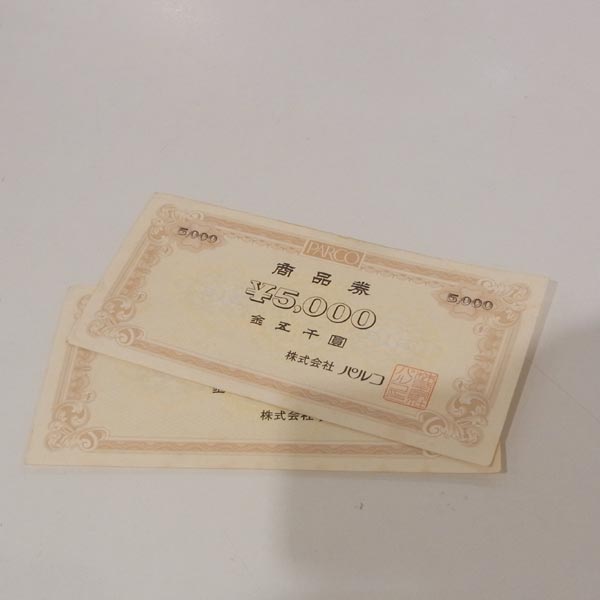 PARCO
5,000
5,000
商品券
¥5,000
金五千圓
株式会社 パルコ
株式会社